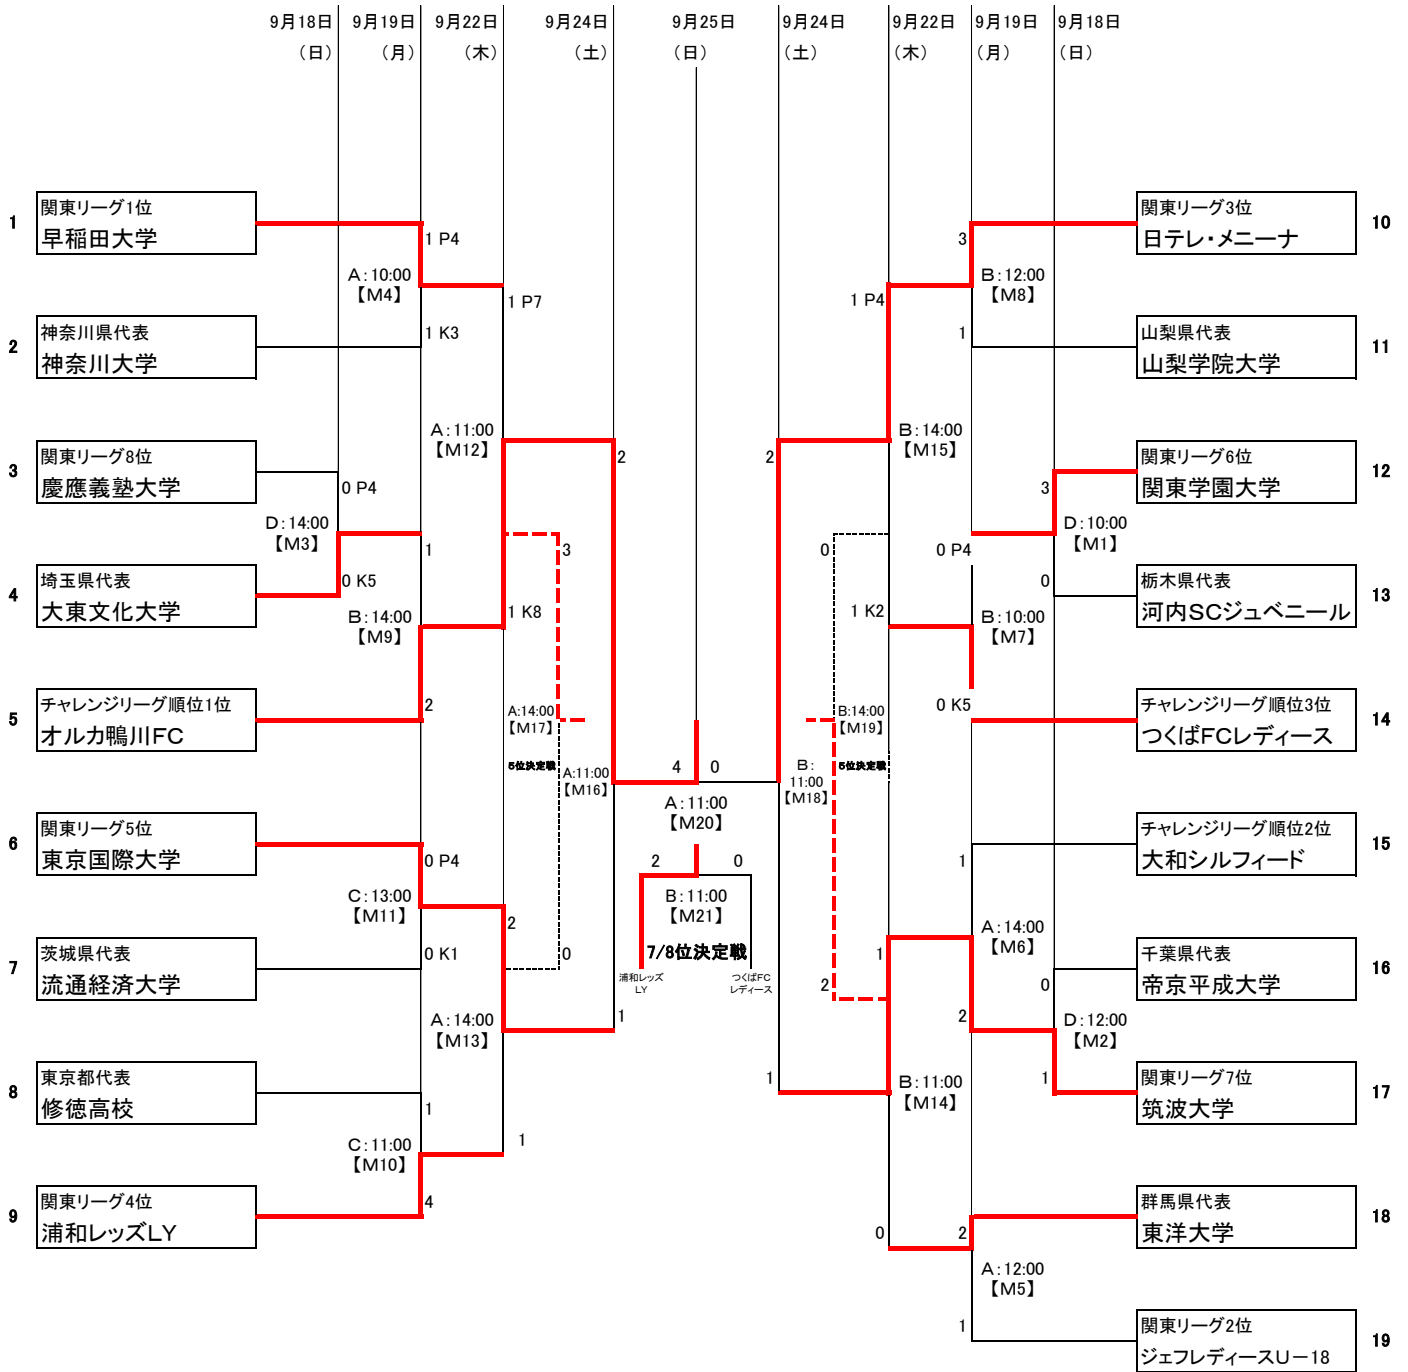 9月18日 9月19日 9月22日 9月24日 9月25日 9月24日 9月22日 9月19日 9月18日
（日） （月） （木） （土） （日） （土） （木） （月） （日）
1
関東リーグ1位
早稲田大学
1 P4
A：10:00
【M4】
1 P7
2
神奈川県代表
神奈川大学
1 K3
3
関東リーグ8位
慶應義塾大学
0 P4
A：11:00
【M12】
2
D：14:00
【M3】
1
3
4
埼玉県代表
大東文化大学
0 K5
B：14:00
【M9】
1 K8
5
チャレンジリーグ順位1位
オルカ鴨川FC
2
A:14:00
【M17】
5位決定戦
A:11:00
【M16】
6
関東リーグ5位
東京国際大学
0 P4
C：13:00
【M11】
2
7
茨城県代表
流通経済大学
0 K1
0
A：14:00
【M13】
1
8
東京都代表
修徳高校
1
C：11:00
【M10】
1
9
関東リーグ4位
浦和レッズLY
4
4 0
A：11:00
【M20】
2 0
B：11:00
【M21】
7/8位決定戦
浦和レッズ
LY
つくばFC
レディース
関東リーグ3位
日テレ・メニーナ
10
3
B：12:00
【M8】
1 P4
1
山梨県代表
山梨学院大学
11
2
B：14:00
【M15】
関東リーグ6位
関東学園大学
12
3
D：10:00
【M1】
0
0 P4
0
栃木県代表
河内SCジュベニール
13
1 K2
B：10:00
【M7】
0 K5
チャレンジリーグ順位3位
つくばFCレディース
14
B:14:00
【M19】
5位決定戦
B：
11:00
【M18】
チャレンジリーグ順位2位
大和シルフィード
15
1
A：14:00
【M6】
1
千葉県代表
帝京平成大学
16
0
2
2
D：12:00
【M2】
1
関東リーグ7位
筑波大学
17
1
B：11:00
【M14】
群馬県代表
東洋大学
18
0
2
A：12:00
【M5】
1
関東リーグ2位
ジェフレディースU－18
19